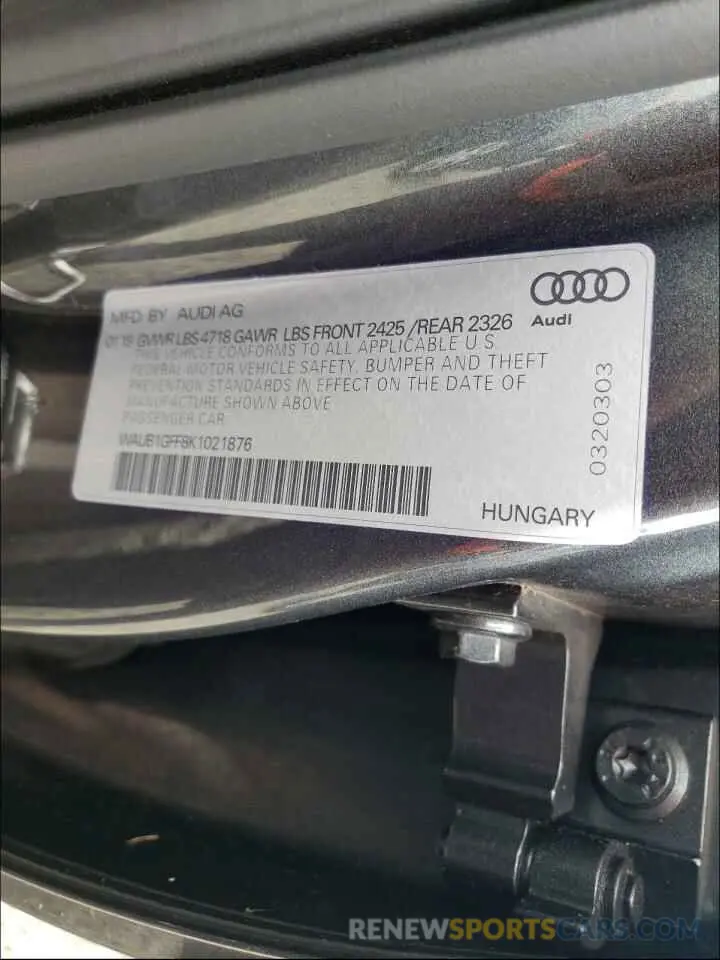 MFD BY AUDI AG
GVWR LBS 4718 GAWR LBS FRONT 2425 /REAR 2326
THIS VEHICLE CONFORMS TO ALL APPLICABLE U.S
FEDERAL MOTOR VEHICLE SAFETY, BUMPER AND THEFT
PREVENTION STANDARDS IN EFFECT ON THE DATE OF
MANUFACTURE SHOWN ABOVE
PASSENGER CAR
WAUB1GFF8K1021876
HUNGARY
Audi
0320303
RENEWSPORTSCARS.COM